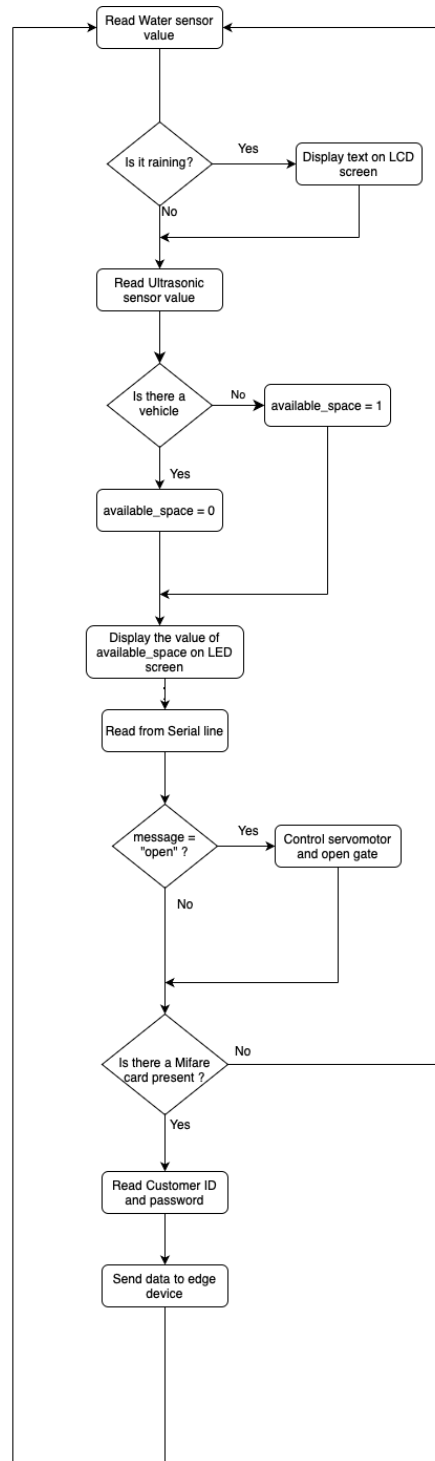 Read Water sensor
value
Is it raining?
Yes
Display text on LCD
screen
No
Read Ultrasonic
sensor value
Is there a
vehicle
No
available_space = 1
Yes
available_space = 0
Display the value of
available_space on LED
screen
Read from Serial line
message =
"open" ?
Yes
Control servomotor
and open gate
No
Is there a Mifare
card present ?
No
Yes
Read Customer ID
and password
Send data to edge
device